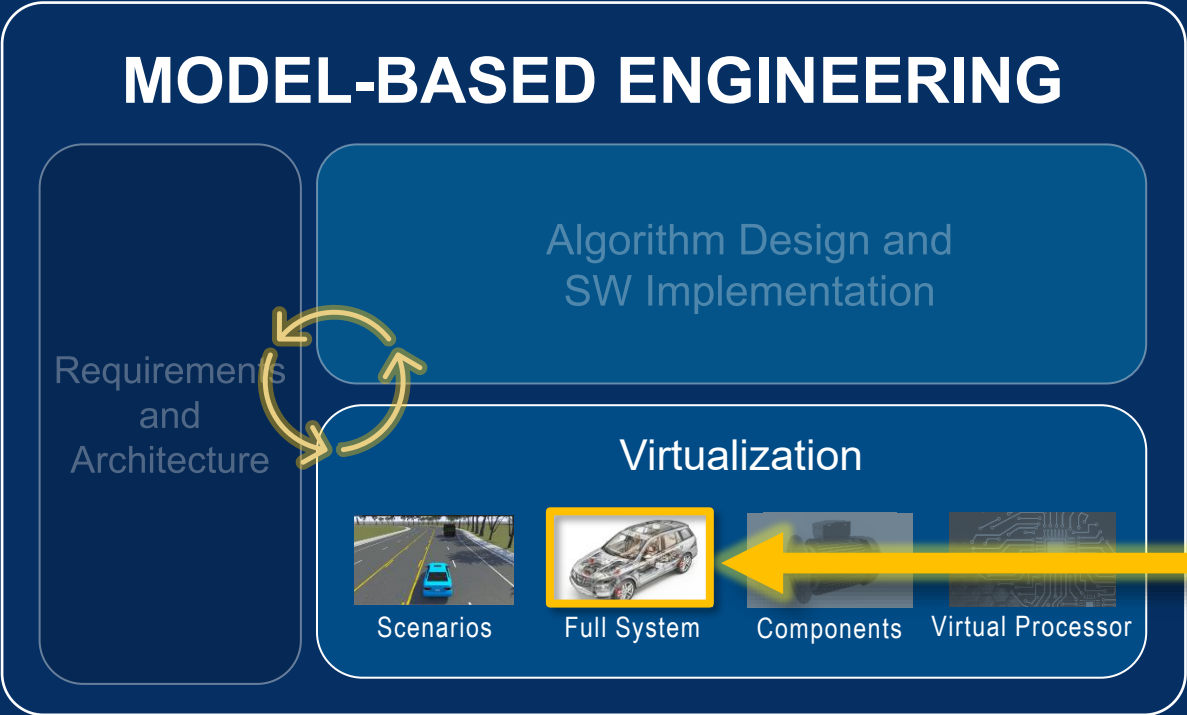 MODEL-BASED ENGINEERING
Requirements
and
Architecture
Algorithm Design and
SW Implementation
Virtualization
Scenarios
Full System
Components
Virtual Processor